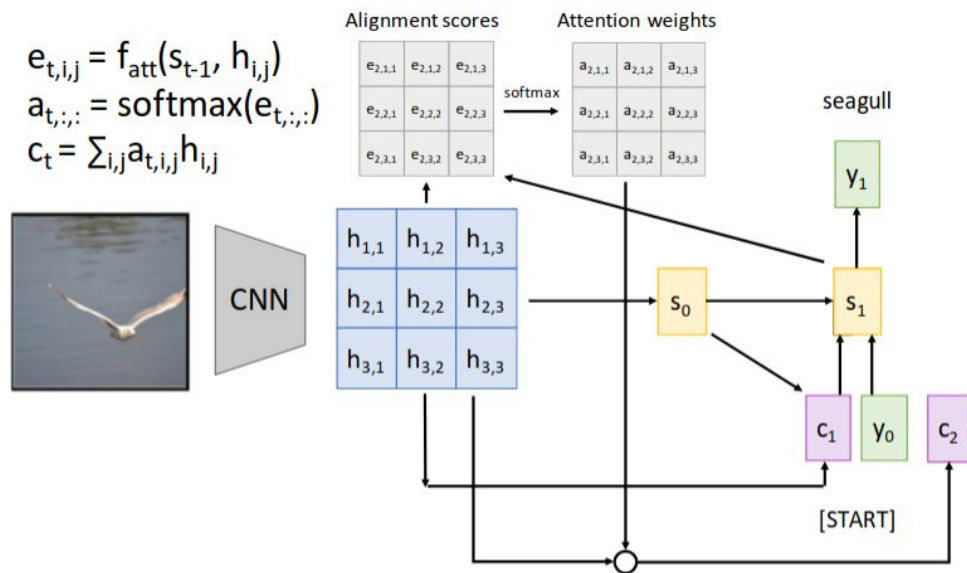 Alignment scores
Attention weights
e_{t,i,j} = f_{att}(s_{t-1}, h_{i,j})
a_{t,:,:} = softmax(e_{t,:,:})
c_t = ∑_{i,j}a_{t,i,j}h_{i,j}
e_{2,1,1} e_{2,1,2} e_{2,1,3}
e_{2,2,1} e_{2,2,2} e_{2,2,3}
e_{2,3,1} e_{2,3,2} e_{2,3,3}
softmax
a_{2,1,1} a_{2,1,2} a_{2,1,3}
a_{2,2,1} a_{2,2,2} a_{2,2,3}
a_{2,3,1} a_{2,3,2} a_{2,3,3}
seagull
y_1
CNN
h_{1,1} h_{1,2} h_{1,3}
h_{2,1} h_{2,2} h_{2,3}
h_{3,1} h_{3,2} h_{3,3}
s_0
s_1
c_1
y_0
c_2
[START]